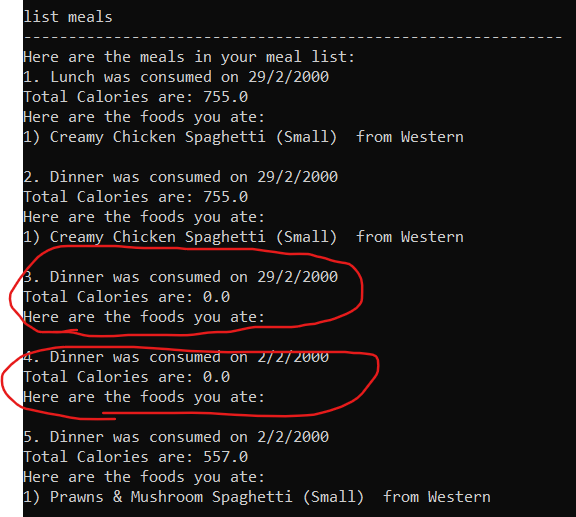 list meals
------------------------------------------------------------
Here are the meals in your meal list:
1. Lunch was consumed on 29/2/2000
Total Calories are: 755.0
Here are the foods you ate:
1) Creamy Chicken Spaghetti (Small)  from Western
2. Dinner was consumed on 29/2/2000
Total Calories are: 755.0
Here are the foods you ate:
1) Creamy Chicken Spaghetti (Small)  from Western
3. Dinner was consumed on 29/2/2000
Total Calories are: 0.0
Here are the foods you ate:
4. Dinner was consumed on 2/2/2000
Total Calories are: 0.0
Here are the foods you ate:
5. Dinner was consumed on 2/2/2000
Total Calories are: 557.0
Here are the foods you ate:
1) Prawns & Mushroom Spaghetti (Small)  from Western